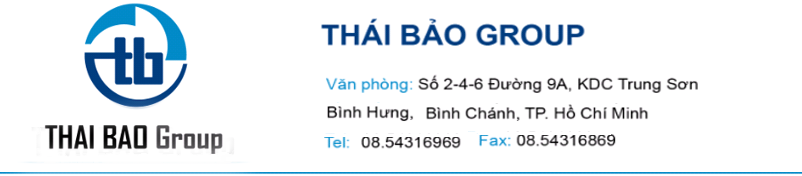 tb
THAI BAO Group
THÁI BẢO GROUP
Văn phòng: Số 2-4-6 Đường 9A, KDC Trung Sơn
Bình Hưng, Bình Chánh, TP. Hồ Chí Minh
Tel: 08.54316969 Fax: 08.54316869